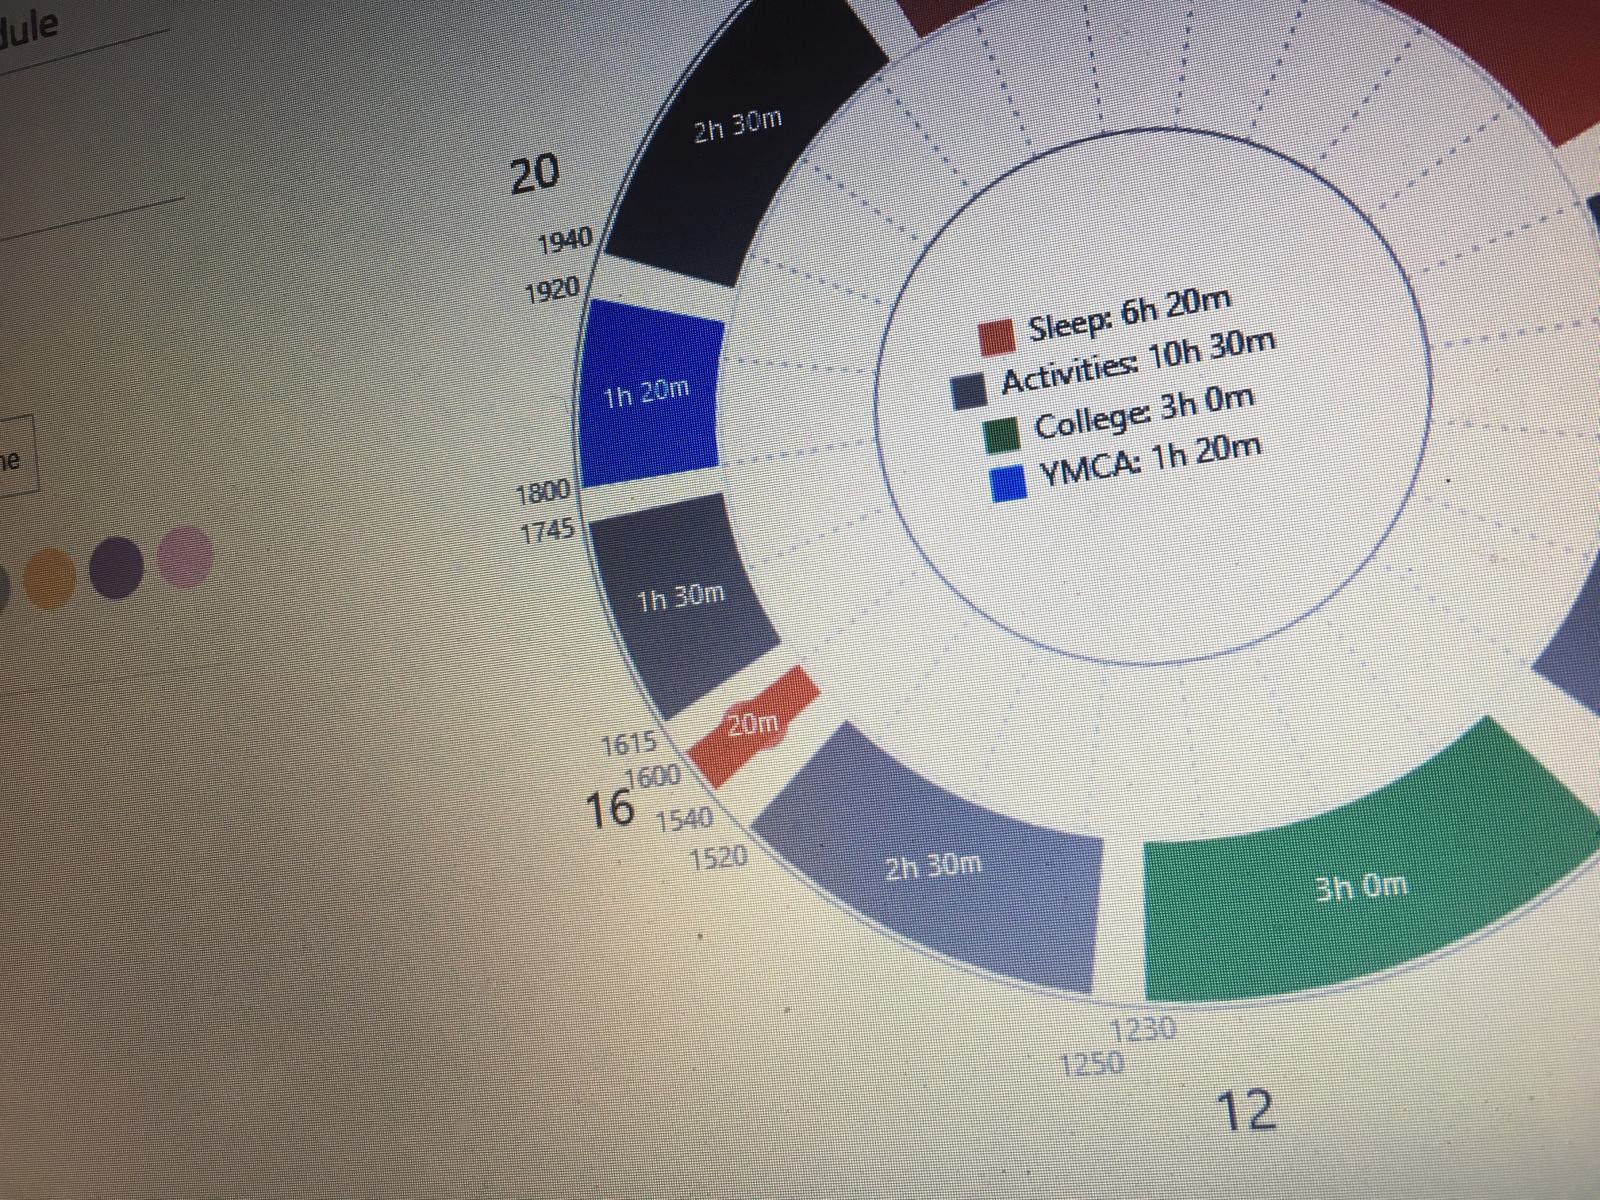 dule
2h 30m
20
1940
1920
1h 20m
Sleep: 6h 20m
Activities: 10h 30m
College: 3h 0m
YMCA: 1h 20m
ne
1800
1745
1h 30m
20m
1615
1600
16
1540
1520
2h 30m
3h 0m
1230
1250
12